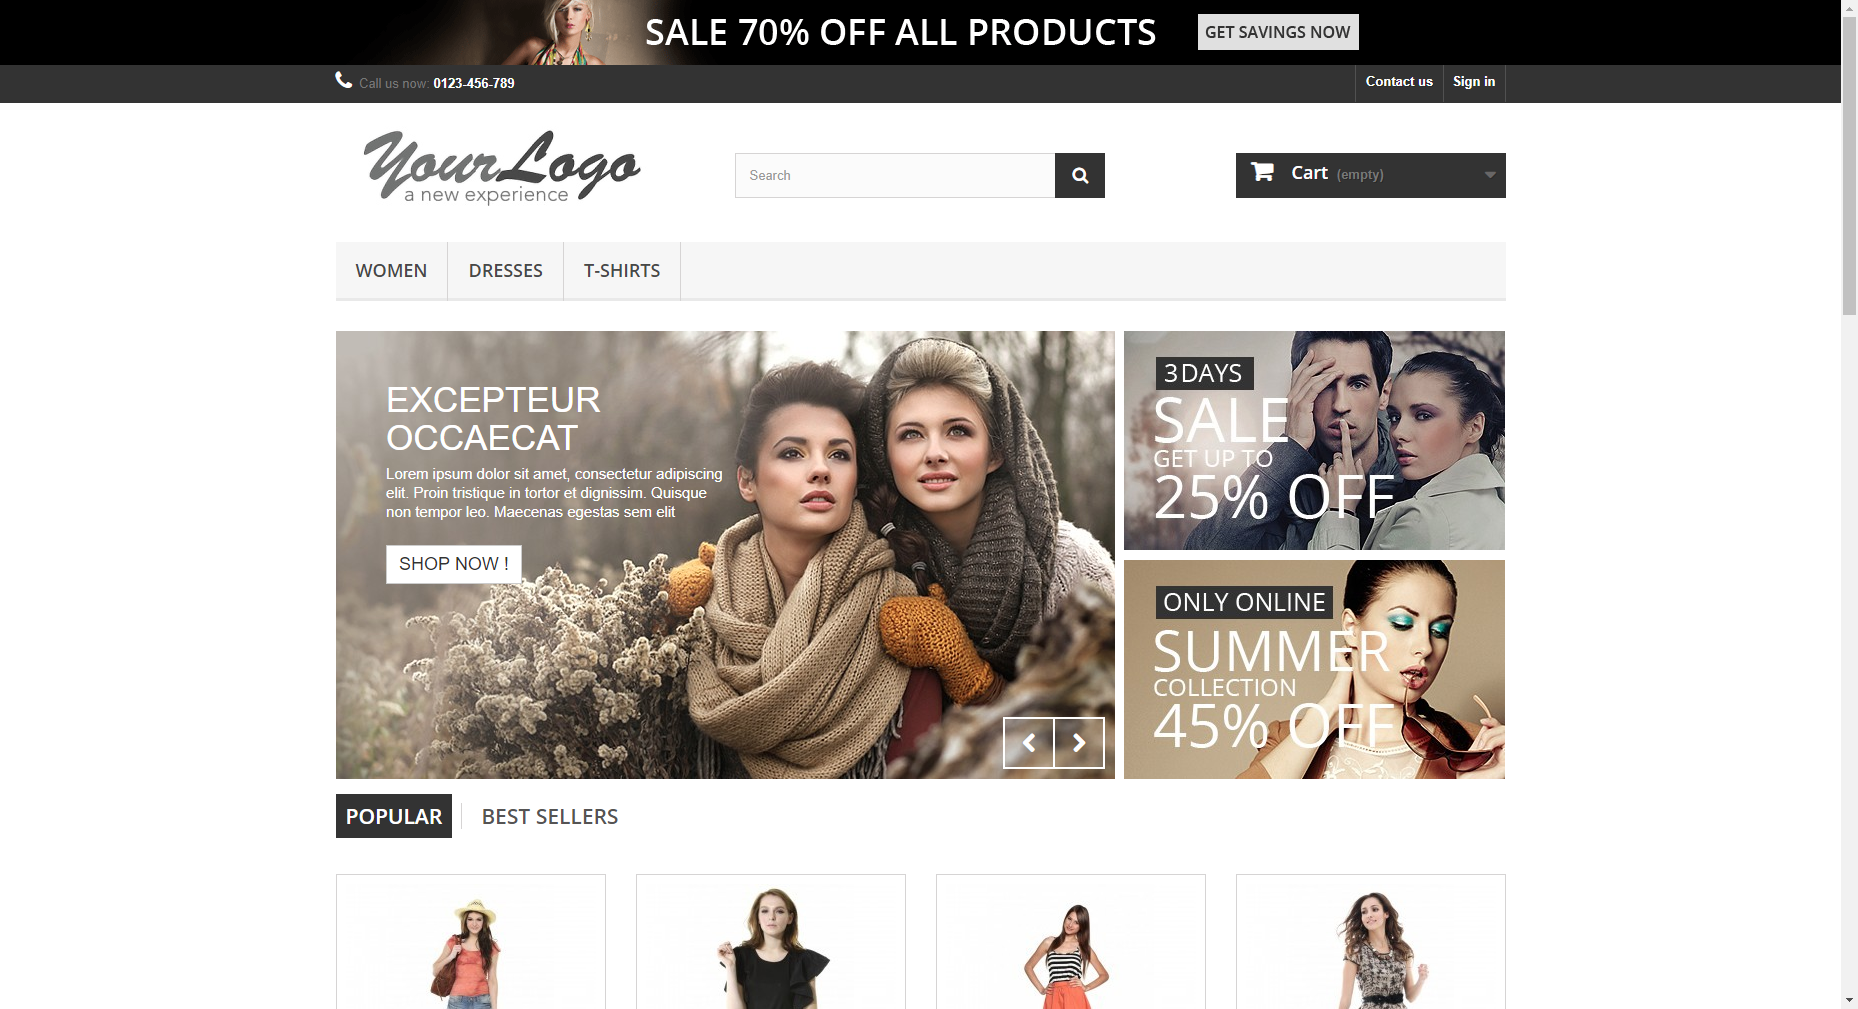 SALE 70% OFF ALL PRODUCTS
GET SAVINGS NOW
Call us now: 0123-456-789
Contact us
Sign in
YourLogo
a new experience
Search
Cart (empty)
WOMEN
DRESSES
T-SHIRTS
EXCEPTEUR
OCCAECAT
Lorem ipsum dolor sit amet, consectetur adipiscing
elit. Proin tristique in tortor et dignissim. Quisque
non tempor leo. Maecenas egestas sem elit
SHOP NOW !
3DAYS
SALE
GET UP TO
25% OFF
ONLY ONLINE
SUMMER
COLLECTION
45% OFF
POPULAR
BEST SELLERS